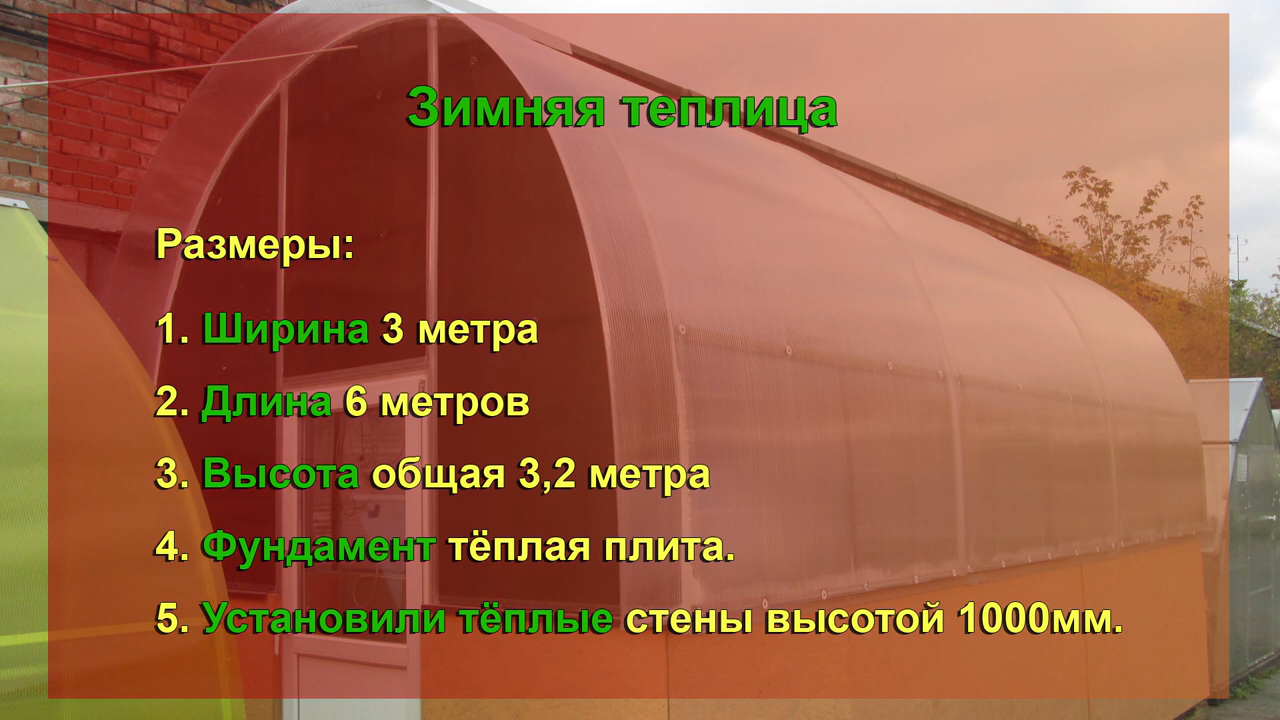 Зимняя теплица
Размеры:
1. Ширина 3 метра
2. Длина 6 метров
3. Высота общая 3,2 метра
4. Фундамент тёплая плита.
5. Установили тёплые стены высотой 1000мм.